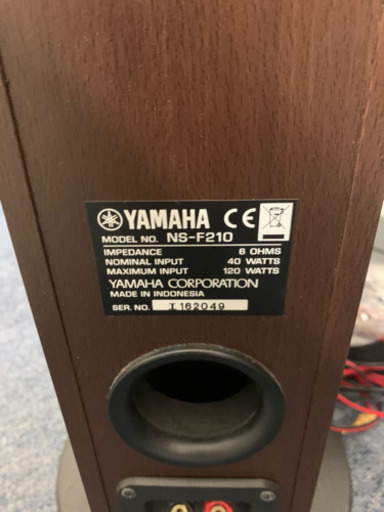 YAMAHA CE
MODEL NO. NS-F210
IMPEDANCE 6 OHMS
NOMINAL INPUT 40 WATTS
MAXIMUM INPUT 120 WATTS
YAMAHA CORPORATION
MADE IN INDONESIA
SER. NO. I 162049